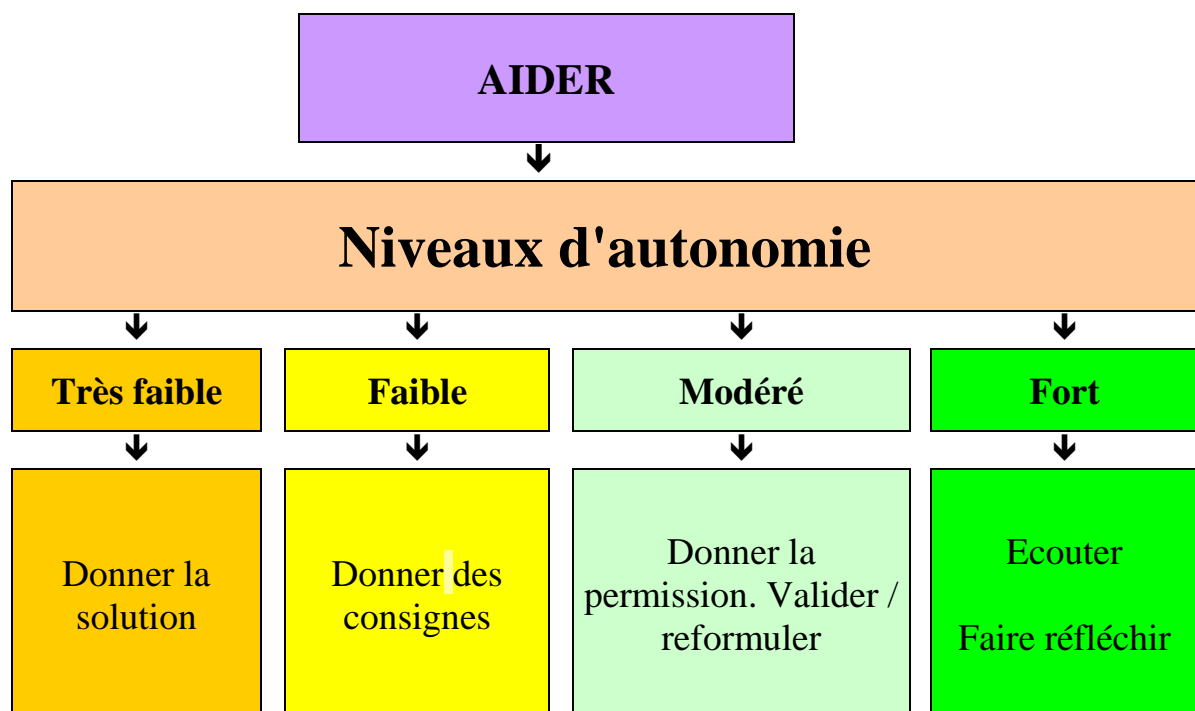 AIDER
Niveaux d'autonomie
Très faible
Faible
Modéré
Fort
Donner la
solution
Donner des
consignes
Donner la
permission. Valider /
reformuler
Ecouter
Faire réfléchir